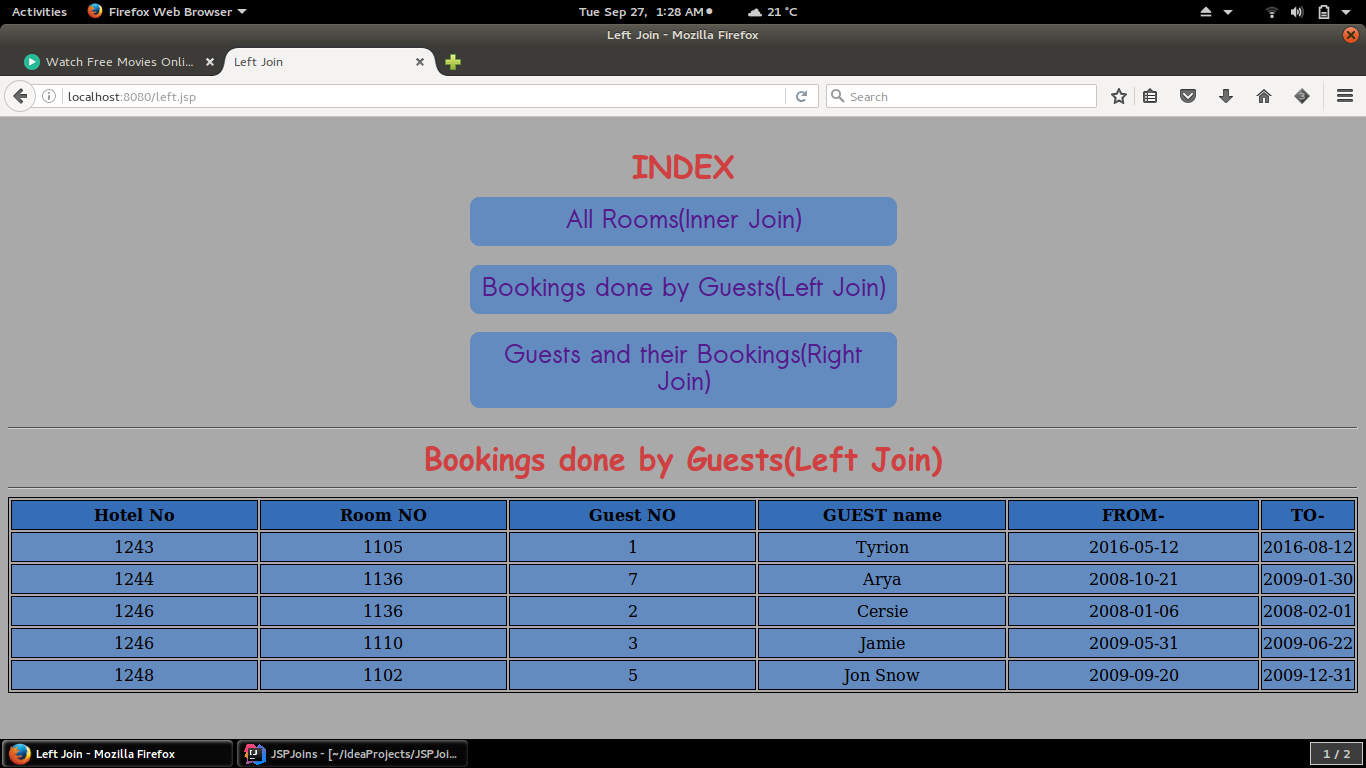 Activities Firefox Web Browser Tue Sep 27, 1:28 AM 21 °C
Left Join - Mozilla Firefox
Watch Free Movies Onli... Left Join
localhost:8080/left.jsp Search
INDEX
All Rooms(Inner Join)
Bookings done by Guests(Left Join)
Guests and their Bookings(Right
Join)
Bookings done by Guests(Left Join)
Hotel No Room NO Guest NO GUEST name FROM- TO-
1243 1105 1 Tyrion 2016-05-12 2016-08-12
1244 1136 7 Arya 2008-10-21 2009-01-30
1246 1136 2 Cersie 2008-01-06 2008-02-01
1246 1110 3 Jamie 2009-05-31 2009-06-22
1248 1102 5 Jon Snow 2009-09-20 2009-12-31
Left Join - Mozilla Firefox JSPJoins - [~/IdeaProjects/JSPJoi... 1 / 2